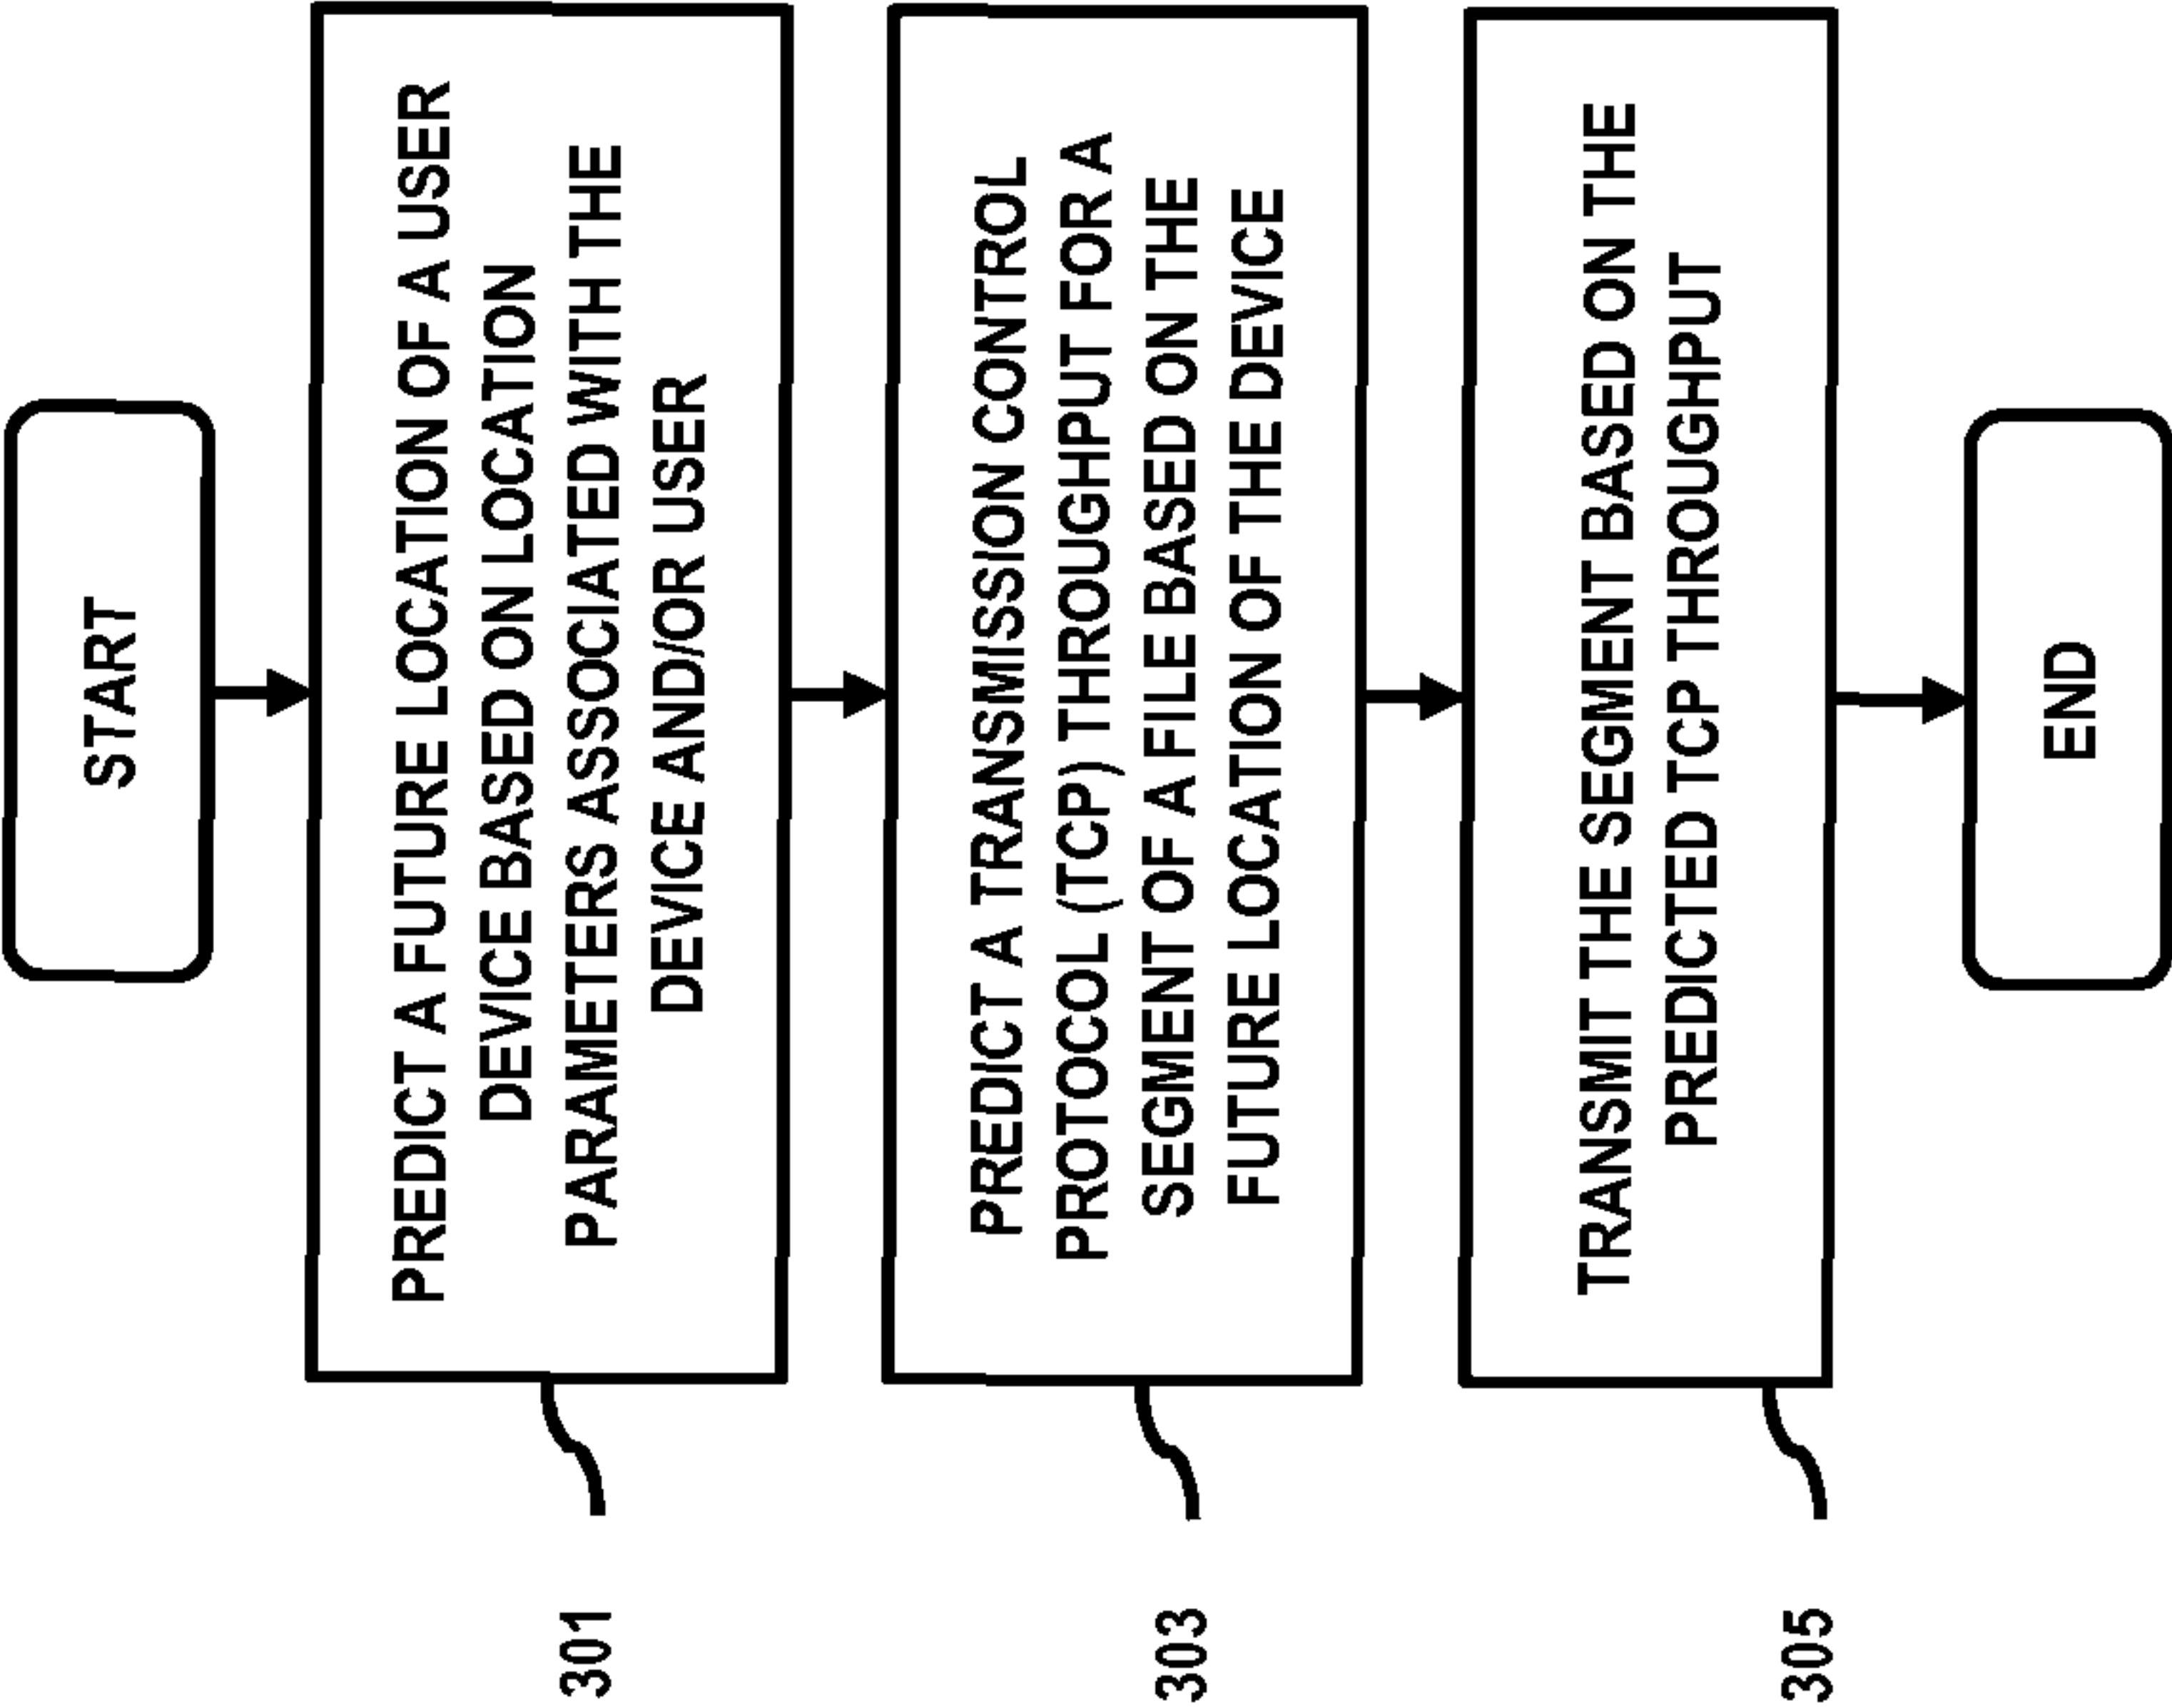 START
PREDICT A FUTURE LOCATION OF A USER
DEVICE BASED ON LOCATION
PARAMETERS ASSOCIATED WITH THE
DEVICE AND/OR USER
301
PREDICT A TRANSMISSION CONTROL
PROTOCOL (TCP) THROUGHPUT FOR A
SEGMENT OF A FILE BASED ON THE
FUTURE LOCATION OF THE DEVICE
303
TRANSMIT THE SEGMENT BASED ON THE
PREDICTED TCP THROUGHPUT
305
END